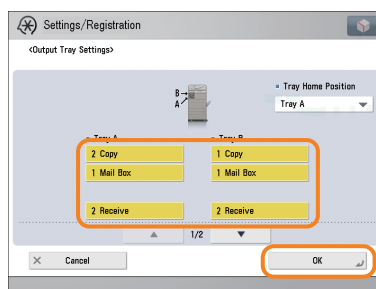 Settings/Registration
<Output Tray Settings>
B
A
Tray Home Position
Tray A
Tray A
Tray B
2 Copy
1 Copy
1 Mail Box
1 Mail Box
2 Receive
2 Receive
1/2
Cancel
OK